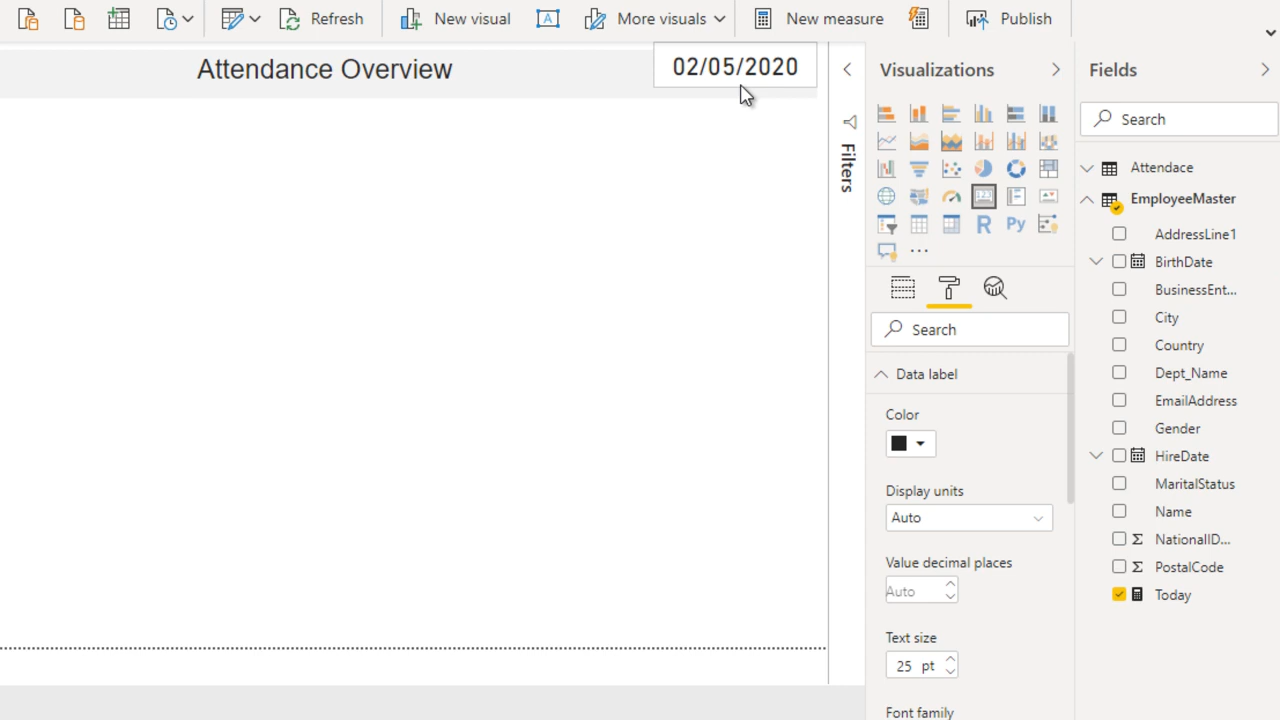 Refresh
New visual
More visuals
New measure
Publish
Attendance Overview
02/05/2020
Filters
Visualizations
R
Py
Search
Data label
Color
Display units
Auto
Value decimal places
Auto
Text size
25 pt
Font family
Fields
Search
Attendace
EmployeeMaster
AddressLine1
BirthDate
BusinessEnt...
City
Country
Dept_Name
EmailAddress
Gender
HireDate
MaritalStatus
Name
NationalID...
PostalCode
Today